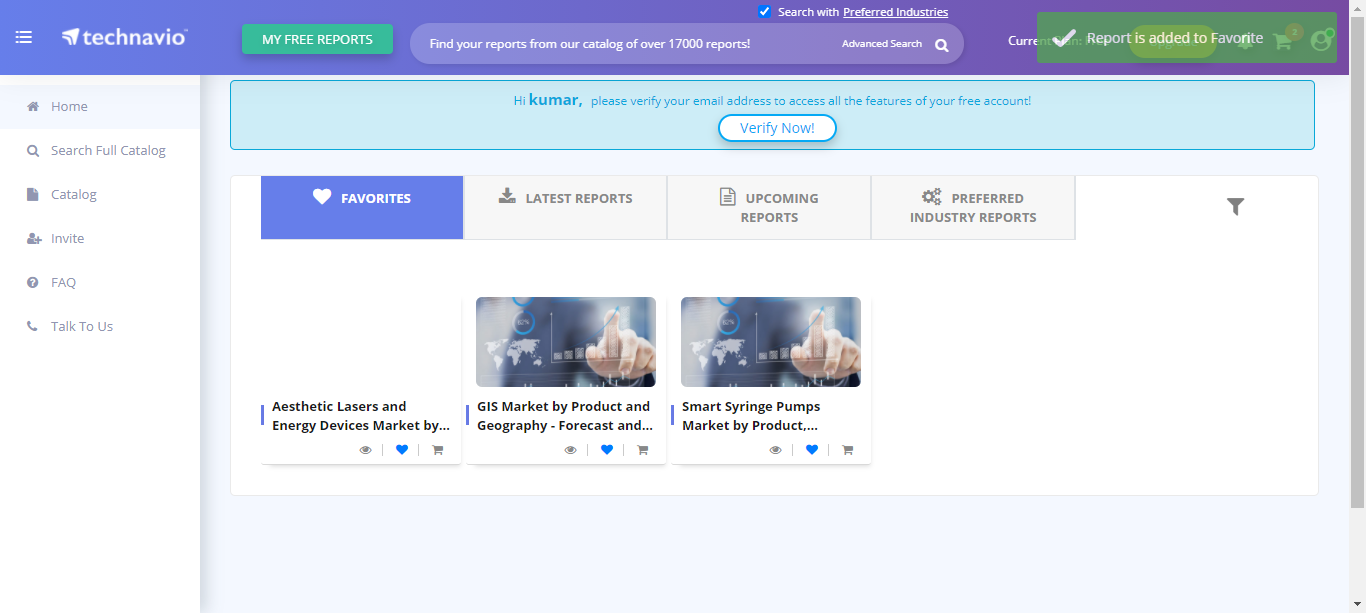 Search with Preferred Industries
technavio
MY FREE REPORTS
Find your reports from our catalog of over 17000 reports!
Advanced Search
Report is added to Favorite
2
Home
Search Full Catalog
Catalog
Invite
FAQ
Talk To Us
Hi kumar, please verify your email address to access all the features of your free account!
Verify Now!
FAVORITES
LATEST REPORTS
UPCOMING
REPORTS
PREFERRED
INDUSTRY REPORTS
Aesthetic Lasers and
Energy Devices Market by...
GIS Market by Product and
Geography - Forecast and...
Smart Syringe Pumps
Market by Product,...